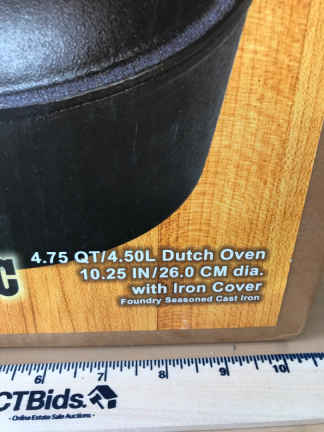 4.75 QT/4.50L Dutch Oven
10.25 IN/26.0 CM dia.
with Iron Cover
Foundry Seasoned Cast Iron
6 7 8 9 10
CTBids.
- Online Estate Sale Auctions -